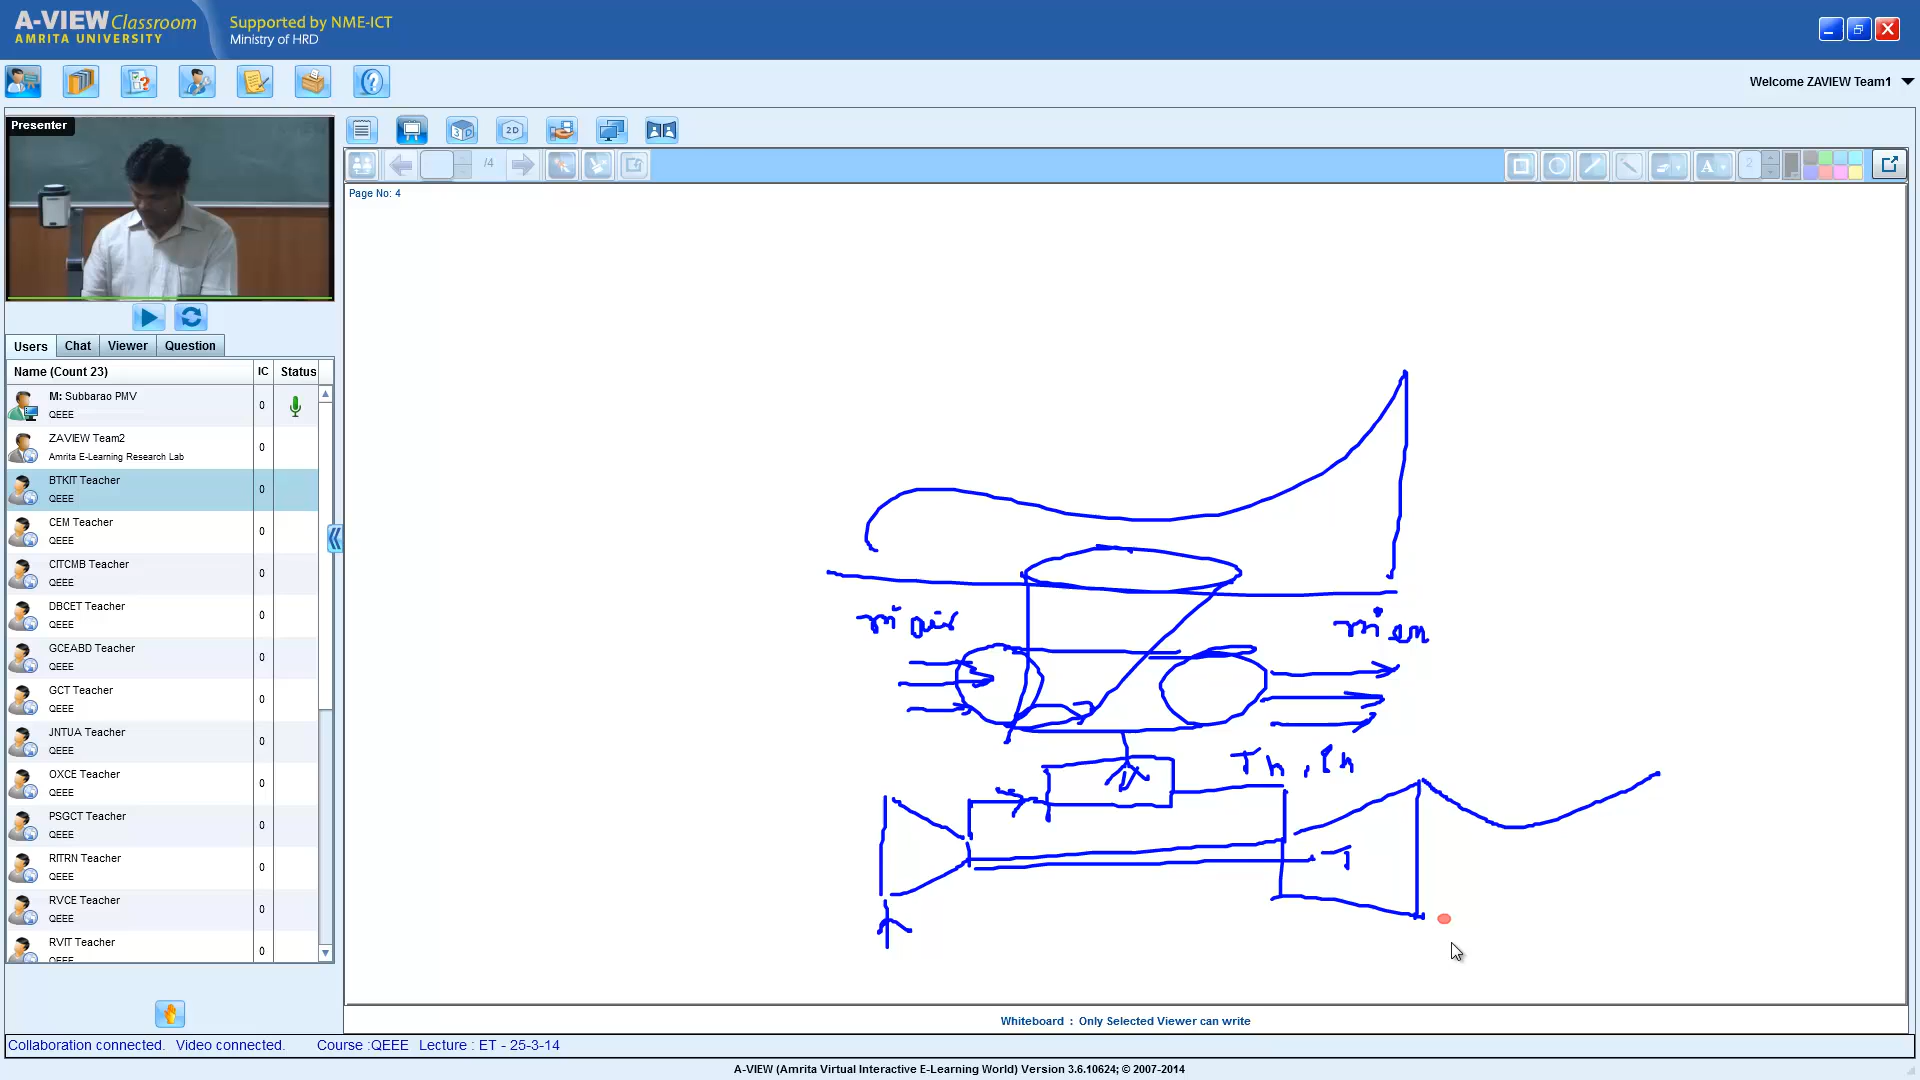 A-VIEW Classroom
AMRITA UNIVERSITY
Supported by NME-ICT
Ministry of HRD
Welcome ZAVIEW Team1
Presenter
2D
/4
A
2
Page No: 4
Users Chat Viewer Question
Name (Count 23) IC Status
M: Subbarao PMV
QEEE
0
ZAVIEW Team2
Amrita E-Learning Research Lab
0
BTKIT Teacher
QEEE
0
CEM Teacher
QEEE
0
CITCMB Teacher
QEEE
0
DBCET Teacher
QEEE
0
GCEABD Teacher
QEEE
0
GCT Teacher
QEEE
0
JNTUA Teacher
QEEE
0
OXCE Teacher
QEEE
0
PSGCT Teacher
QEEE
0
RITRN Teacher
QEEE
0
RVCE Teacher
QEEE
0
RVIT Teacher
QEEE
0
ṁ air
T
Whiteboard : Only Selected Viewer can write
Collaboration connected. Video connected. Course :QEEE Lecture : ET - 25-3-14
A-VIEW (Amrita Virtual Interactive E-Learning World) Version 3.6.10624; © 2007-2014